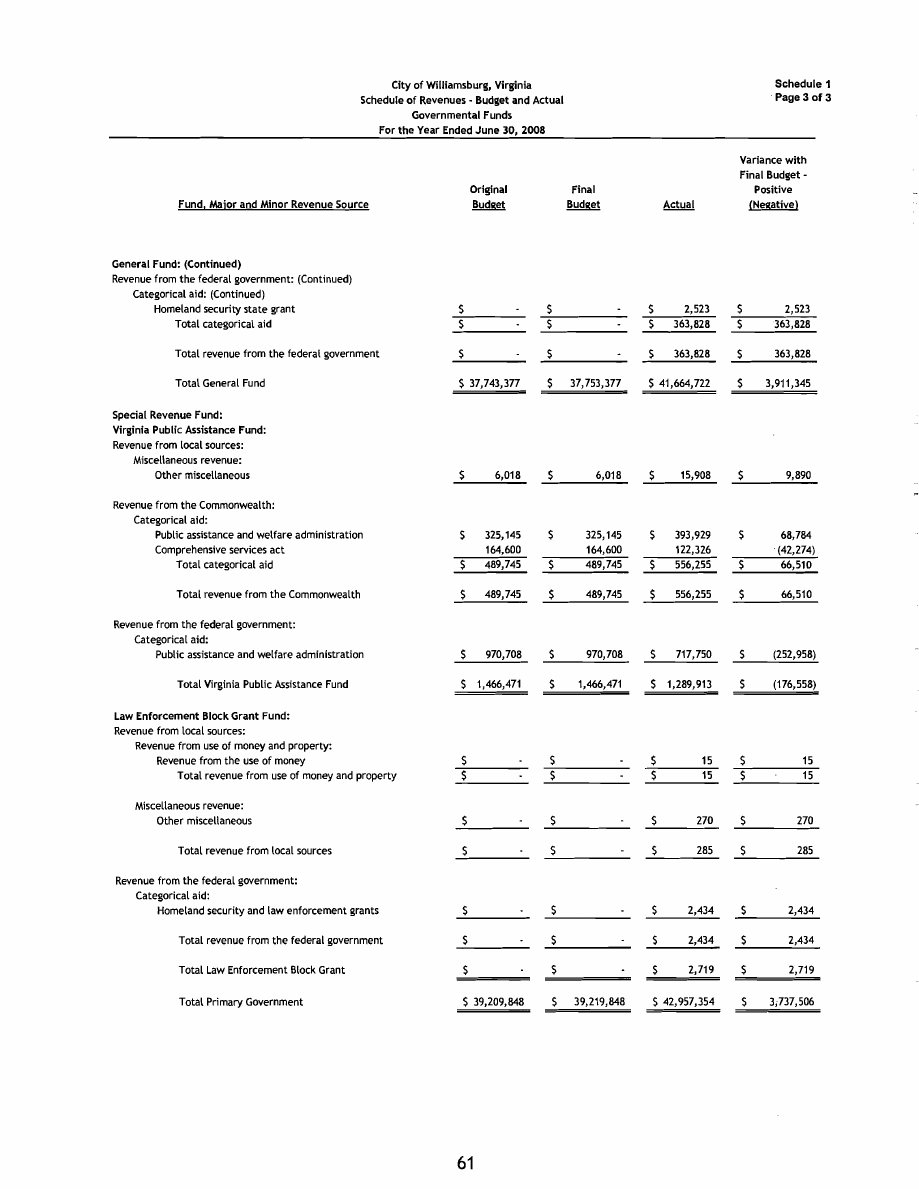 City of Williamsburg, Virginia
Schedule 1
Schedule of Revenues - Budget and Actual
Page 3 of 3
Governmental Funds
For the Year Ended June 30, 2008
Variance with
Final Budget -
Original Final Positive
Fund, Major and Minor Revenue Source Budget Budget Actual (Negative)
General Fund: (Continued)
Revenue from the federal government: (Continued)
Categorical aid: (Continued)
Homeland security state grant $ - $ - $ 2,523 $ 2,523
Total categorical aid $ - $ - $ 363,828 $ 363,828
Total revenue from the federal government $ - $ - $ 363,828 $ 363,828
Total General Fund $ 37,743,377 $ 37,753,377 $ 41,664,722 $ 3,911,345
Special Revenue Fund:
Virginia Public Assistance Fund:
Revenue from local sources:
Miscellaneous revenue:
Other miscellaneous $ 6,018 $ 6,018 $ 15,908 $ 9,890
Revenue from the Commonwealth:
Categorical aid:
Public assistance and welfare administration $ 325,145 $ 325,145 $ 393,929 $ 68,784
Comprehensive services act 164,600 164,600 122,326 (42,274)
Total categorical aid $ 489,745 $ 489,745 $ 556,255 $ 66,510
Total revenue from the Commonwealth $ 489,745 $ 489,745 $ 556,255 $ 66,510
Revenue from the federal government:
Categorical aid:
Public assistance and welfare administration $ 970,708 $ 970,708 $ 717,750 $ (252,958)
Total Virginia Public Assistance Fund $ 1,466,471 $ 1,466,471 $ 1,289,913 $ (176,558)
Law Enforcement Block Grant Fund:
Revenue from local sources:
Revenue from use of money and property:
Revenue from the use of money $ - $ - $ 15 $ 15
Total revenue from use of money and property $ - $ - $ 15 $ 15
Miscellaneous revenue:
Other miscellaneous $ - $ - $ 270 $ 270
Total revenue from local sources $ - $ - $ 285 $ 285
Revenue from the federal government:
Categorical aid:
Homeland security and law enforcement grants $ - $ - $ 2,434 $ 2,434
Total revenue from the federal government $ - $ - $ 2,434 $ 2,434
Total Law Enforcement Block Grant $ - $ - $ 2,719 $ 2,719
Total Primary Government $ 39,209,848 $ 39,219,848 $ 42,957,354 $ 3,737,506
61